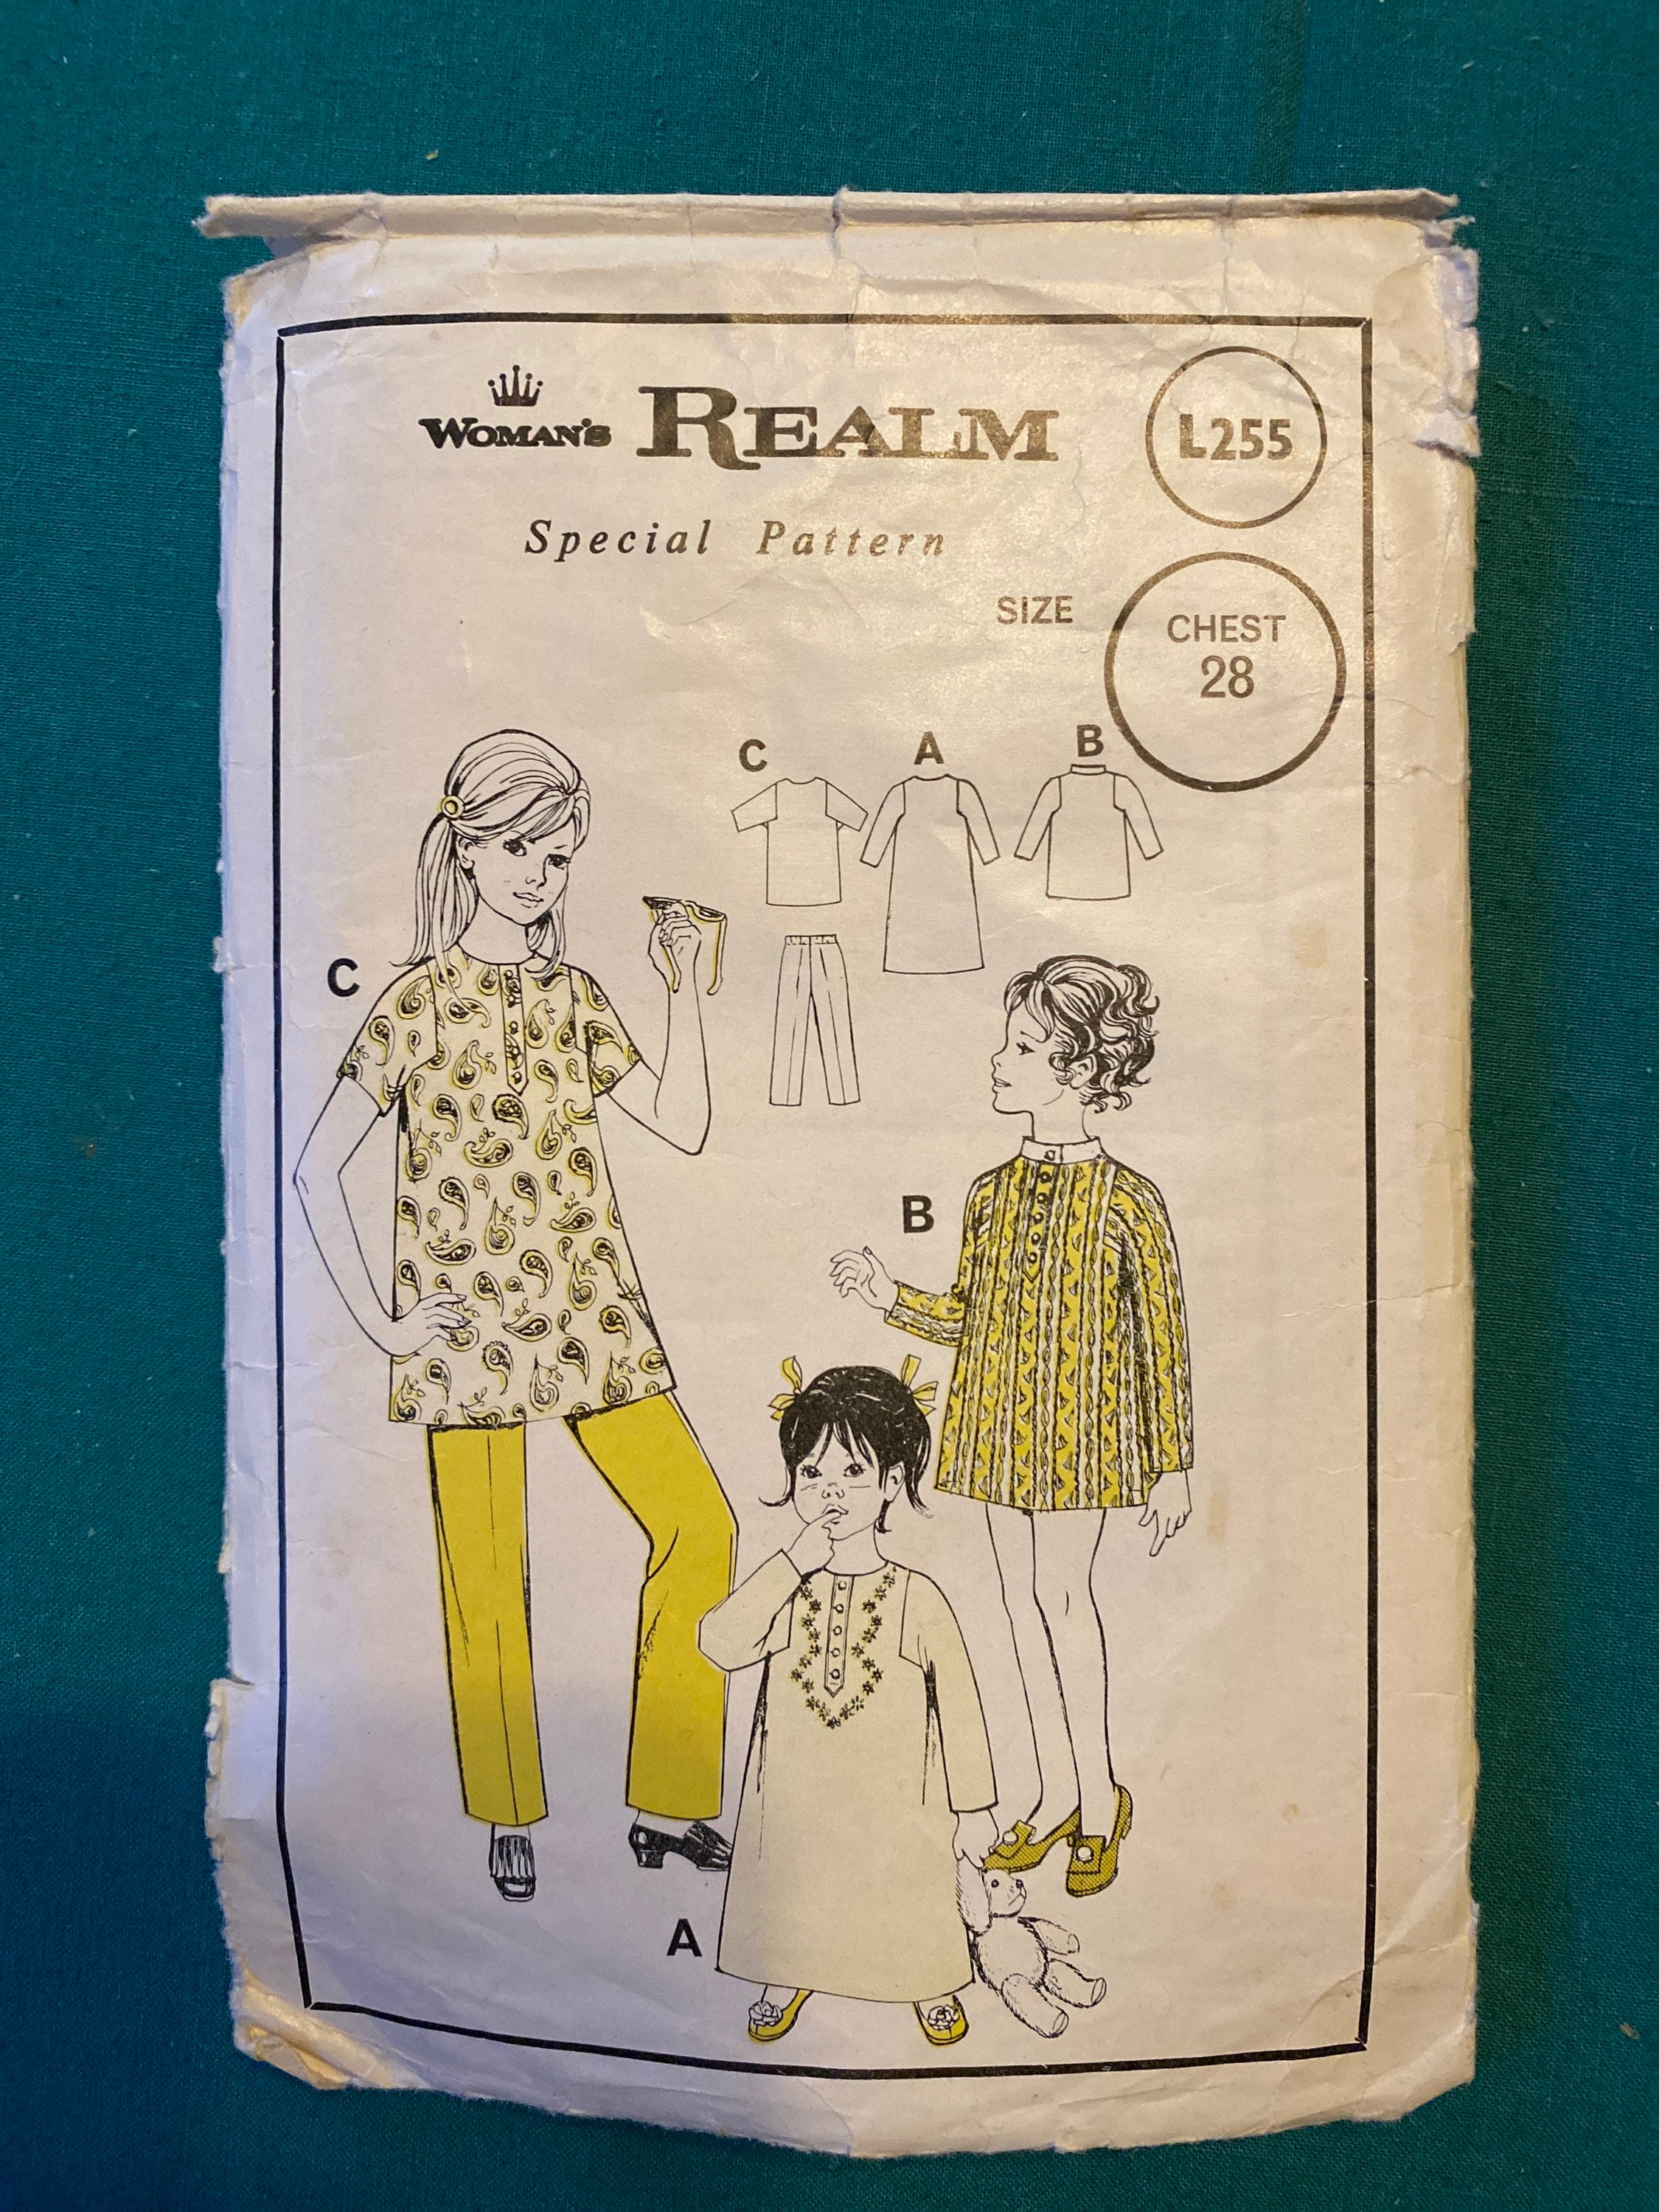 WOMAN'S REALM
L255
Special Pattern
SIZE
CHEST
28
C
A
B
C
B
A